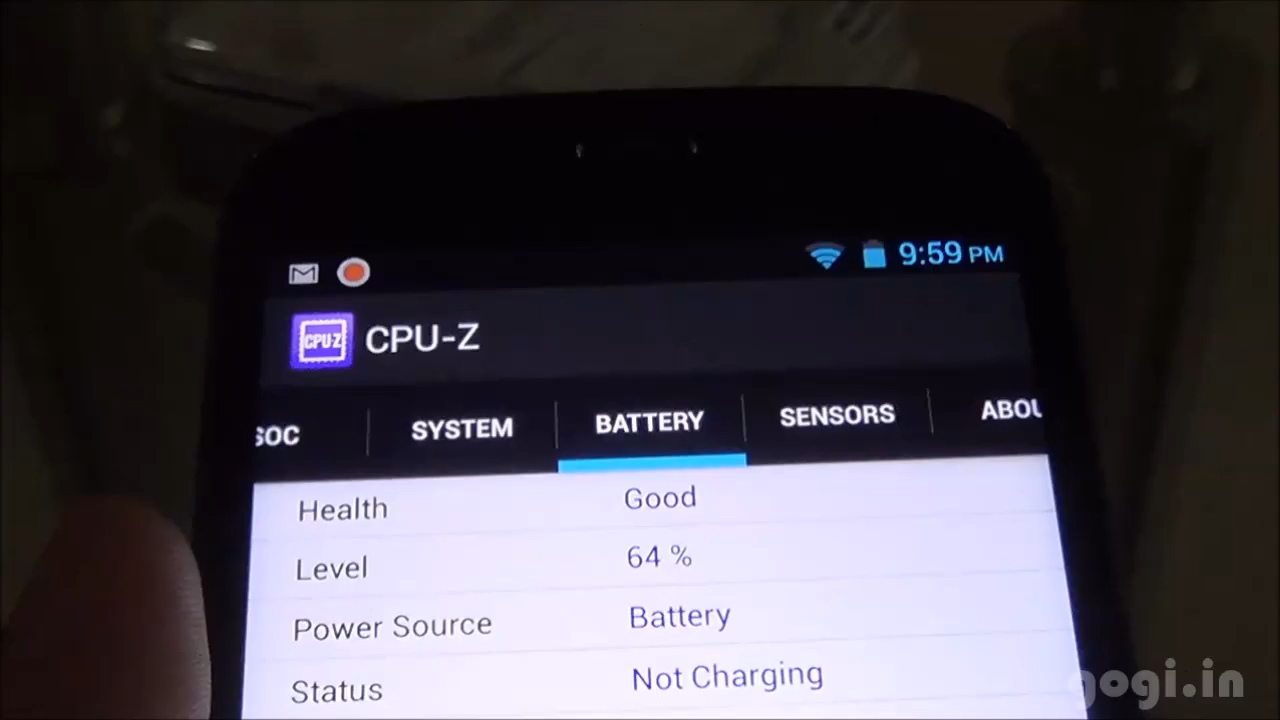 9:59 PM
CPU-Z CPU-Z
SOC SYSTEM BATTERY SENSORS ABOU
Health Good
Level 64 %
Power Source Battery
Status Not Charging
gogi.in